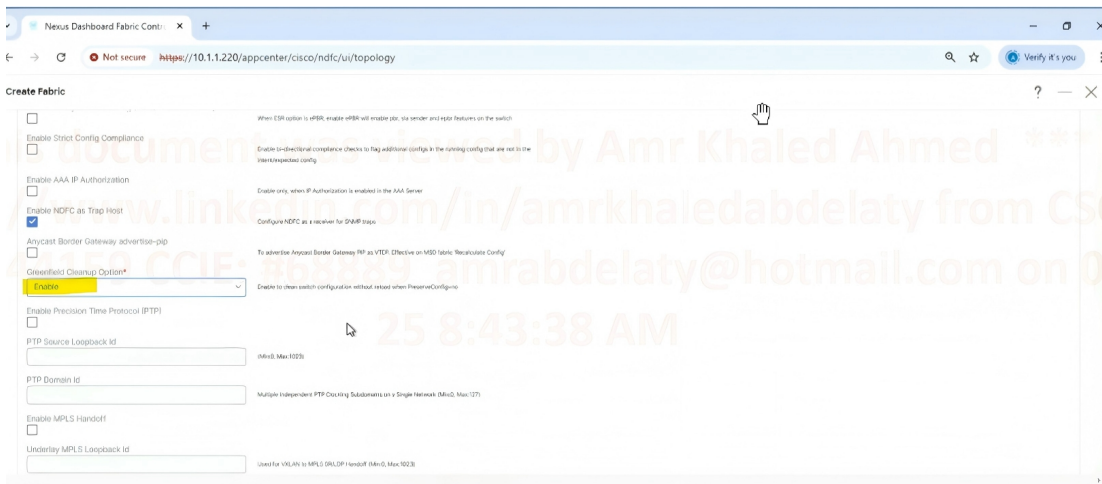 Nexus Dashboard Fabric Contr
Not secure https://10.1.1.220/appcenter/cisco/ndfc/ui/topology
Verify it's you
Create Fabric
When ESR option is ePBR, enable ePBR will enable pbr, sla sender and epbr features on the switch
Enable Strict Config Compliance
Enable bi-directional compliance checks to flag additional configs in the running config that are not in the
intent/expected config
Enable AAA IP Authorization
Enable only, when IP Authorization is enabled in the AAA Server
Enable NDFC as Trap Host
Configure NDFC as a receiver for SNMP traps
Anycast Border Gateway advertise-pip
To advertise Anycast Border Gateway PIP as VTEP. Effective on MSD fabric 'Recalculate Config'
Greenfield Cleanup Option*
Enable
Enable to clean switch configuration without reload when PreserveConfig=no
Enable Precision Time Protocol (PTP)
PTP Source Loopback Id
(Min:0, Max:1023)
PTP Domain Id
Multiple Independent PTP Clocking Subdomains on a Single Network (Min:0, Max:127)
Enable MPLS Handoff
Underlay MPLS Loopback Id
Used for VXLAN to MPLS SR/LDP Handoff (Min:0, Max:1023)
document viewed by Amr Khaled Ahmed ***
w.linkedin.com/in/amrkhaledabdelaty from CS
CCIE: #68889 amrabdelaty@hotmail.com on 0
25 8:43:38 AM